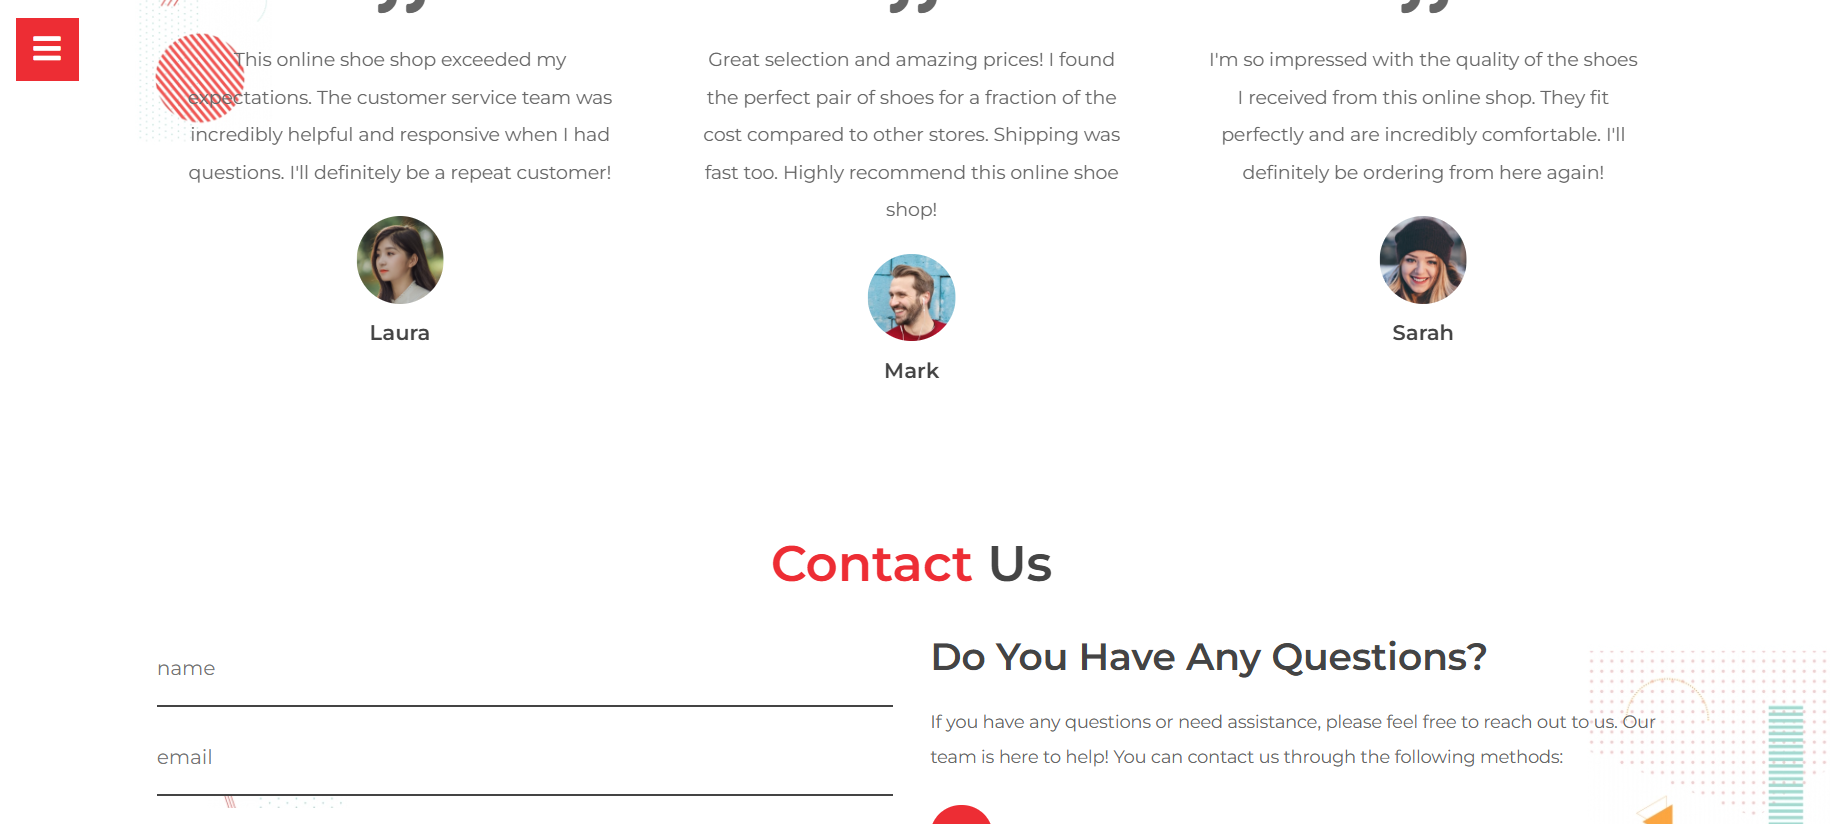 This online shoe shop exceeded my
expectations. The customer service team was
incredibly helpful and responsive when I had
questions. I'll definitely be a repeat customer!
Laura
Great selection and amazing prices! I found
the perfect pair of shoes for a fraction of the
cost compared to other stores. Shipping was
fast too. Highly recommend this online shoe
shop!
Mark
I'm so impressed with the quality of the shoes
I received from this online shop. They fit
perfectly and are incredibly comfortable. I'll
definitely be ordering from here again!
Sarah
Contact Us
name
email
Do You Have Any Questions?
If you have any questions or need assistance, please feel free to reach out to us. Our
team is here to help! You can contact us through the following methods: